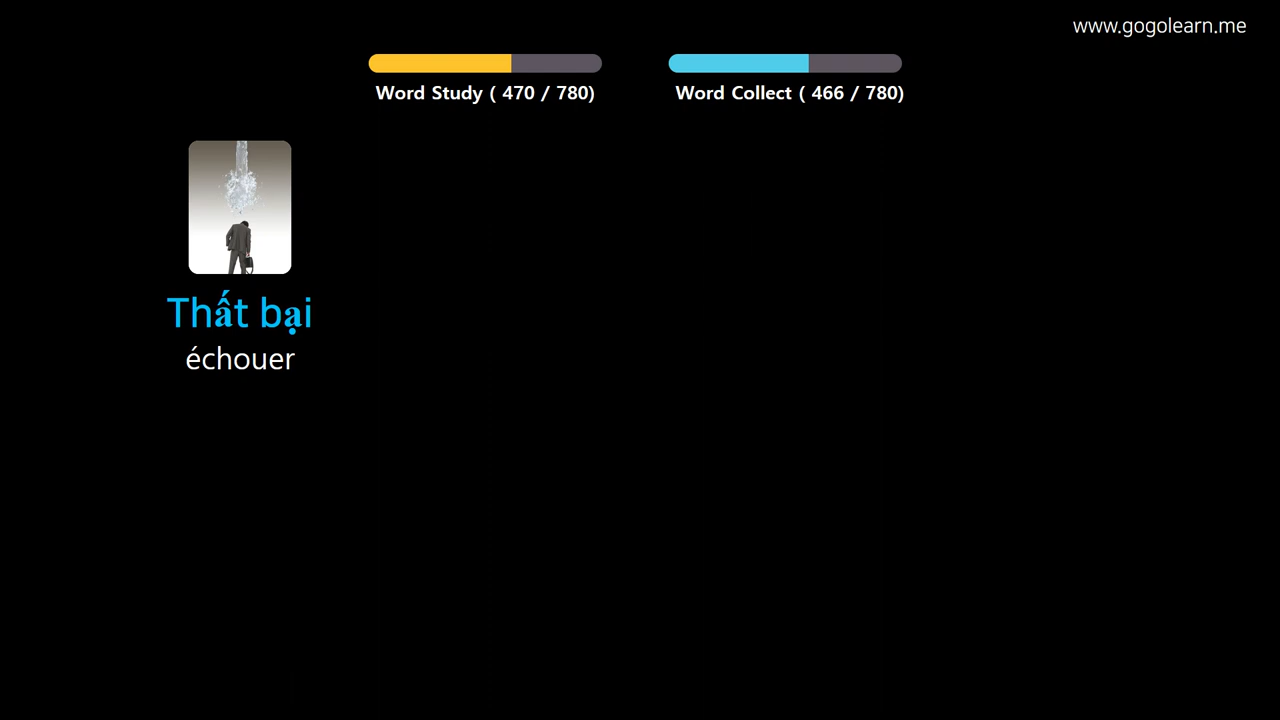 www.gogolearn.me
Word Study ( 470 / 780)
Word Collect ( 466 / 780)
Thất bại
échouer